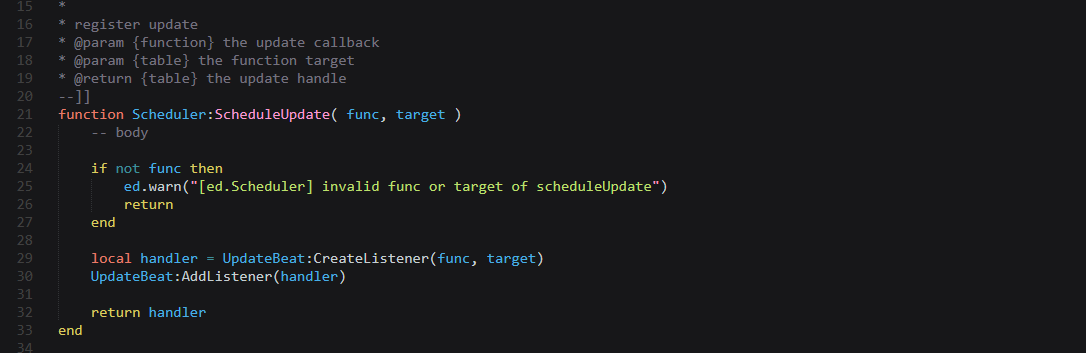 15 *
16 * register update
17 * @param {function} the update callback
18 * @param {table} the function target
19 * @return {table} the update handle
20 --]]
21 function Scheduler:ScheduleUpdate( func, target )
22 -- body
23
24 if not func then
25 ed.warn("[ed.Scheduler] invalid func or target of scheduleUpdate")
26 return
27 end
28
29 local handler = UpdateBeat:CreateListener(func, target)
30 UpdateBeat:AddListener(handler)
31
32 return handler
33 end
34